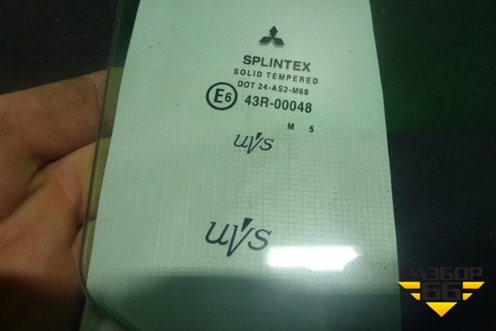 SPLINTEX
SOLID TEMPERED
DOT 24-AS2-M68
E6 43R-00048
M 5
uVs
uVs
РАЗБОР
66